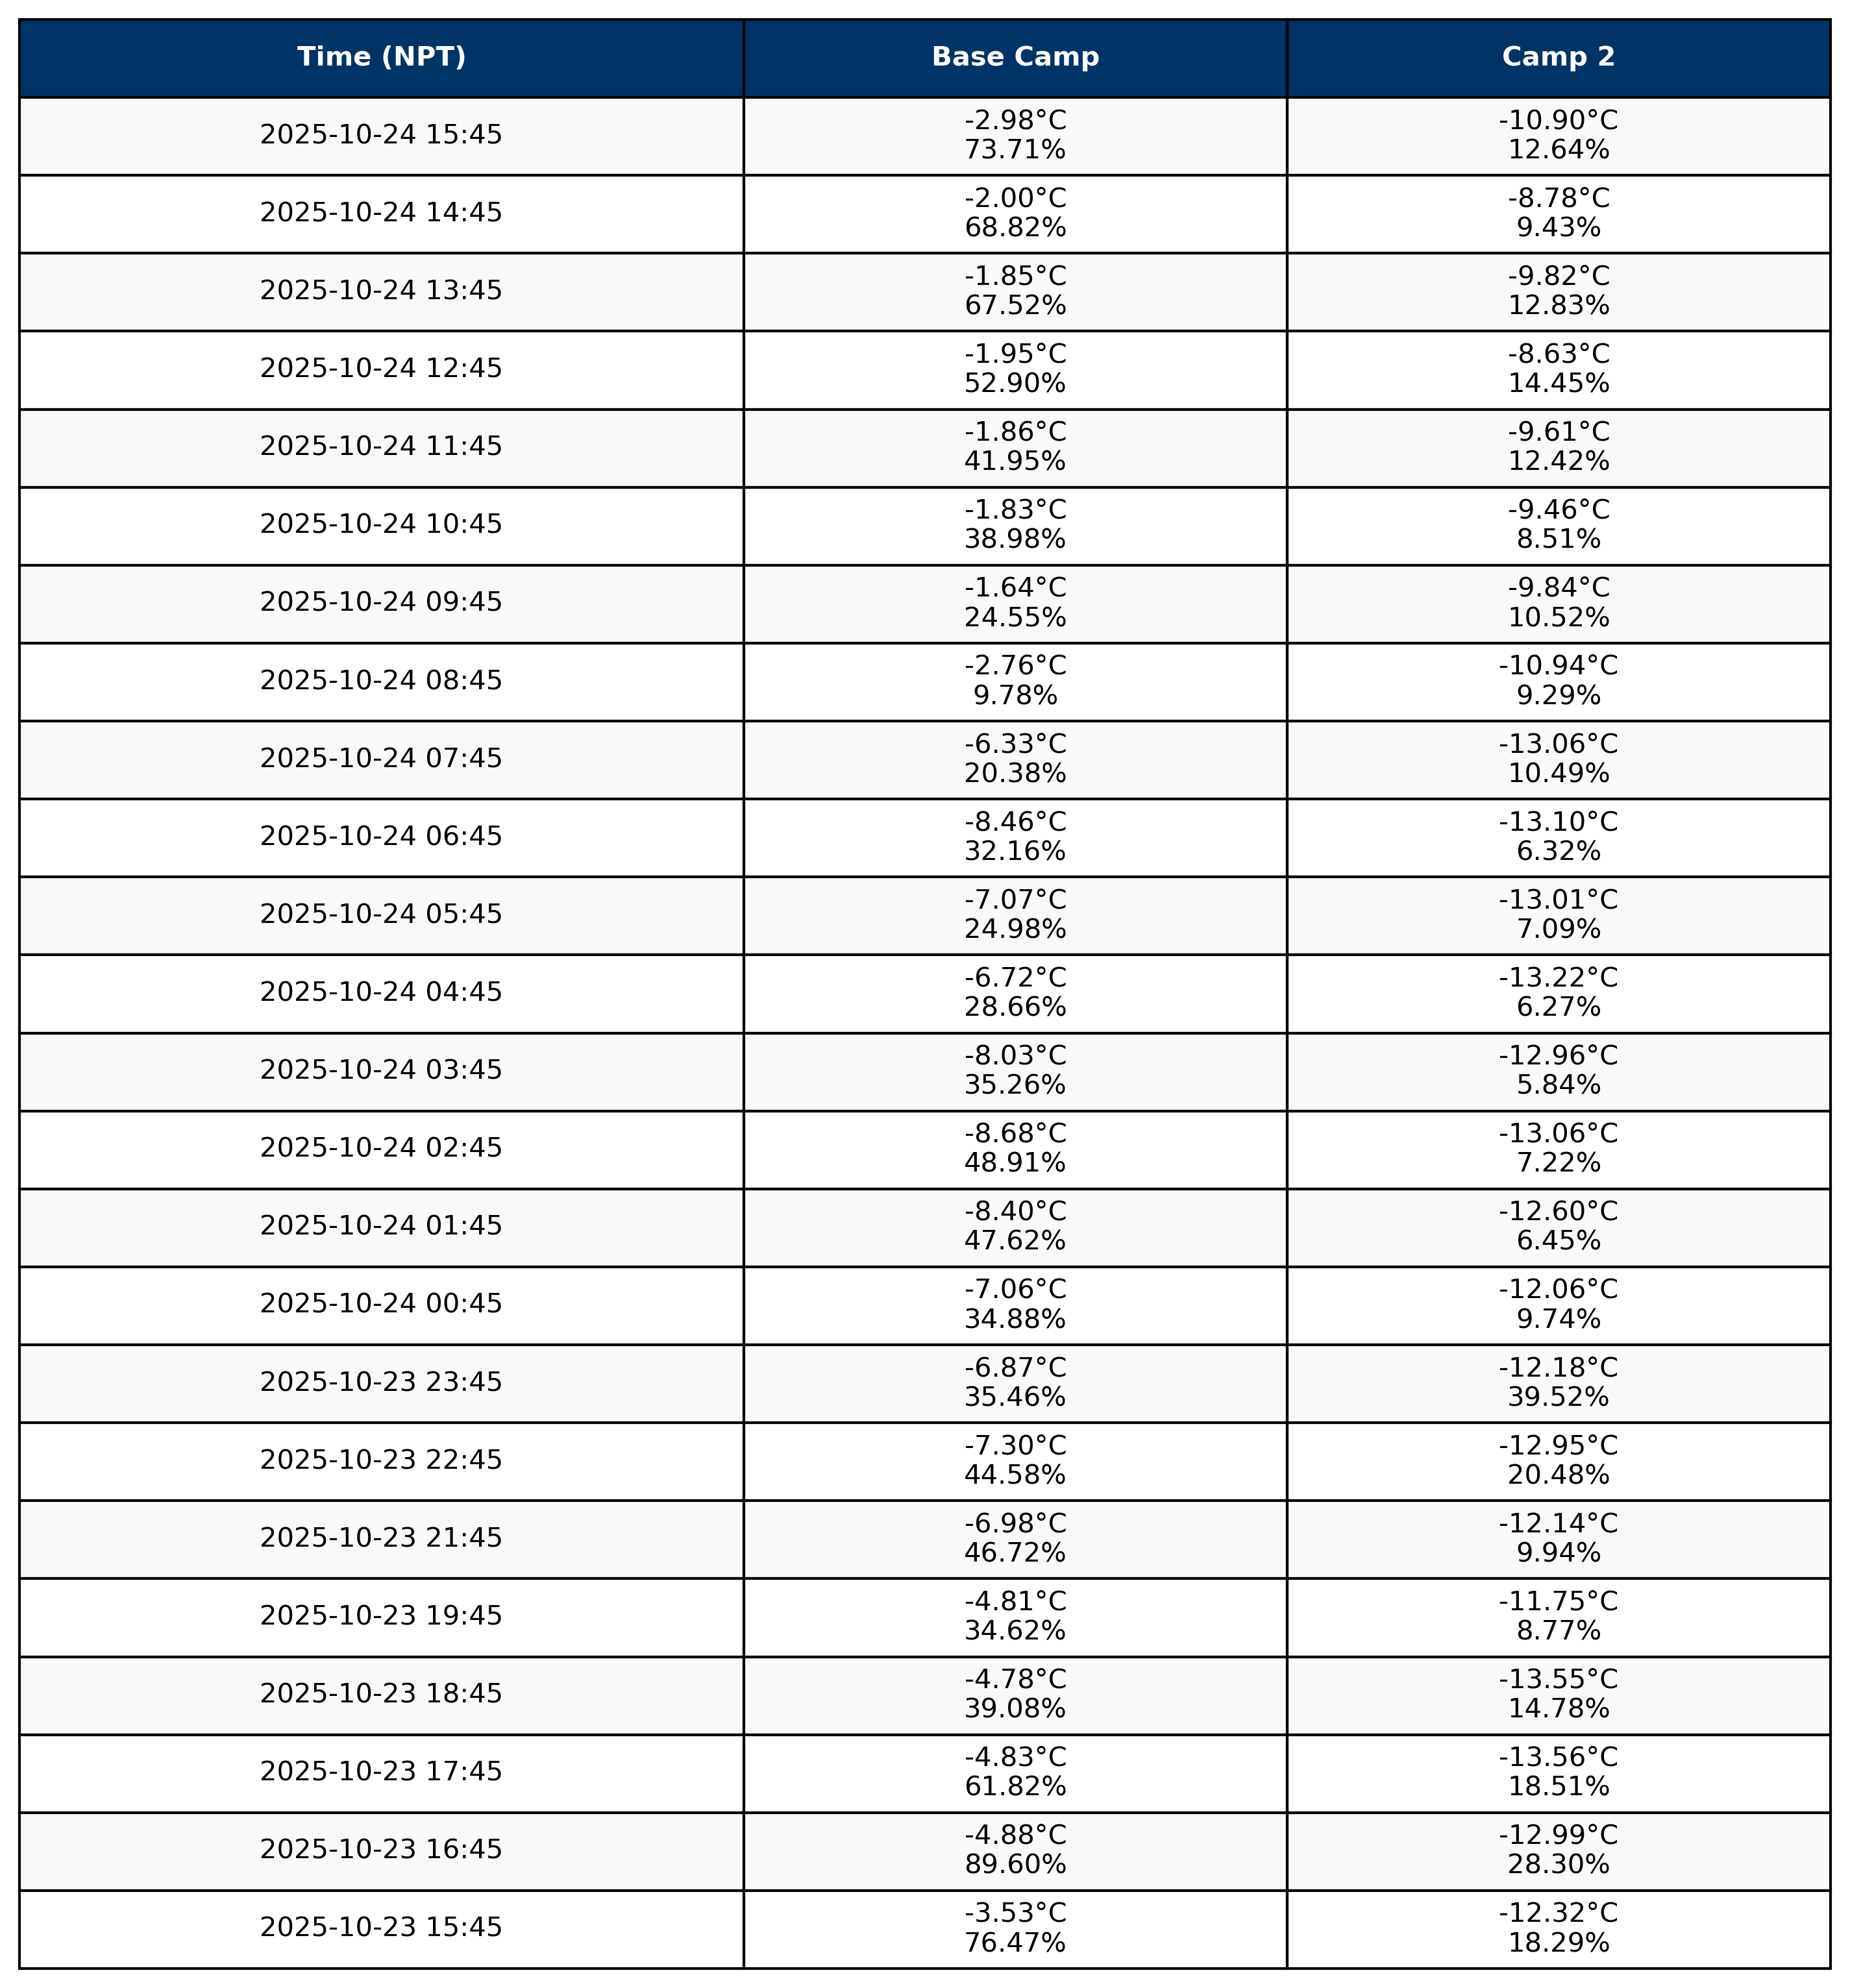 Time (NPT) Base Camp Camp 2
2025-10-24 15:45 -2.98°C 73.71% -10.90°C 12.64%
2025-10-24 14:45 -2.00°C 68.82% -8.78°C 9.43%
2025-10-24 13:45 -1.85°C 67.52% -9.82°C 12.83%
2025-10-24 12:45 -1.95°C 52.90% -8.63°C 14.45%
2025-10-24 11:45 -1.86°C 41.95% -9.61°C 12.42%
2025-10-24 10:45 -1.83°C 38.98% -9.46°C 8.51%
2025-10-24 09:45 -1.64°C 24.55% -9.84°C 10.52%
2025-10-24 08:45 -2.76°C 9.78% -10.94°C 9.29%
2025-10-24 07:45 -6.33°C 20.38% -13.06°C 10.49%
2025-10-24 06:45 -8.46°C 32.16% -13.10°C 6.32%
2025-10-24 05:45 -7.07°C 24.98% -13.01°C 7.09%
2025-10-24 04:45 -6.72°C 28.66% -13.22°C 6.27%
2025-10-24 03:45 -8.03°C 35.26% -12.96°C 5.84%
2025-10-24 02:45 -8.68°C 48.91% -13.06°C 7.22%
2025-10-24 01:45 -8.40°C 47.62% -12.60°C 6.45%
2025-10-24 00:45 -7.06°C 34.88% -12.06°C 9.74%
2025-10-23 23:45 -6.87°C 35.46% -12.18°C 39.52%
2025-10-23 22:45 -7.30°C 44.58% -12.95°C 20.48%
2025-10-23 21:45 -6.98°C 46.72% -12.14°C 9.94%
2025-10-23 19:45 -4.81°C 34.62% -11.75°C 8.77%
2025-10-23 18:45 -4.78°C 39.08% -13.55°C 14.78%
2025-10-23 17:45 -4.83°C 61.82% -13.56°C 18.51%
2025-10-23 16:45 -4.88°C 89.60% -12.99°C 28.30%
2025-10-23 15:45 -3.53°C 76.47% -12.32°C 18.29%